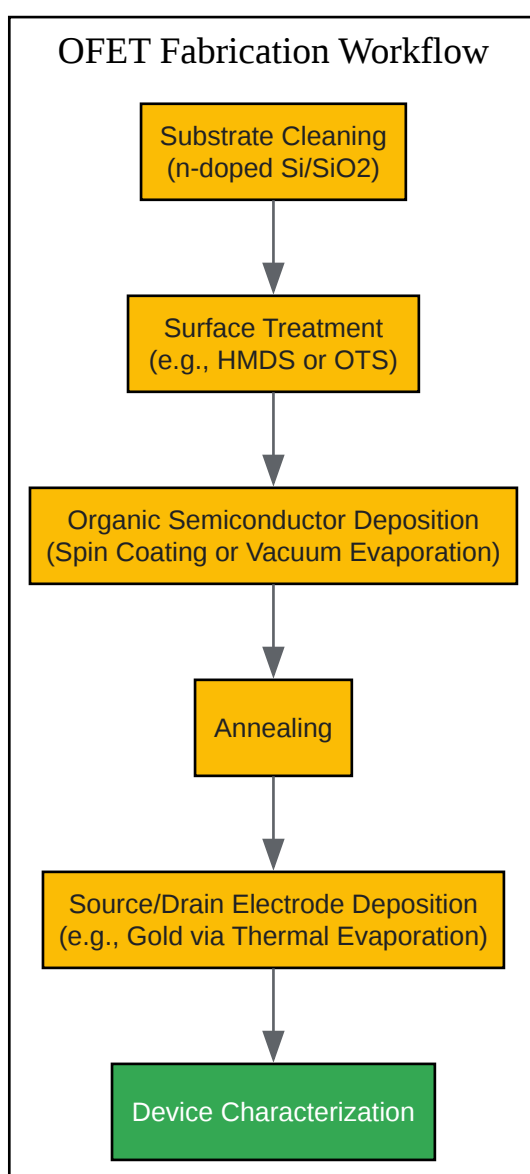 OFET Fabrication Workflow
Substrate Cleaning
(n-doped Si/SiO2)
Surface Treatment
(e.g., HMDS or OTS)
Organic Semiconductor Deposition
(Spin Coating or Vacuum Evaporation)
Annealing
Source/Drain Electrode Deposition
(e.g., Gold via Thermal Evaporation)
Device Characterization